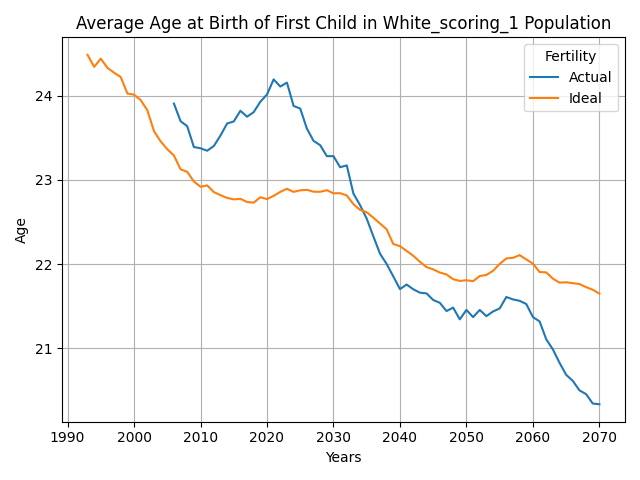 Average Age at Birth of First Child in White_scoring_1 Population
Fertility
Actual
Ideal
Age
24
23
22
21
1990 2000 2010 2020 2030 2040 2050 2060 2070
Years